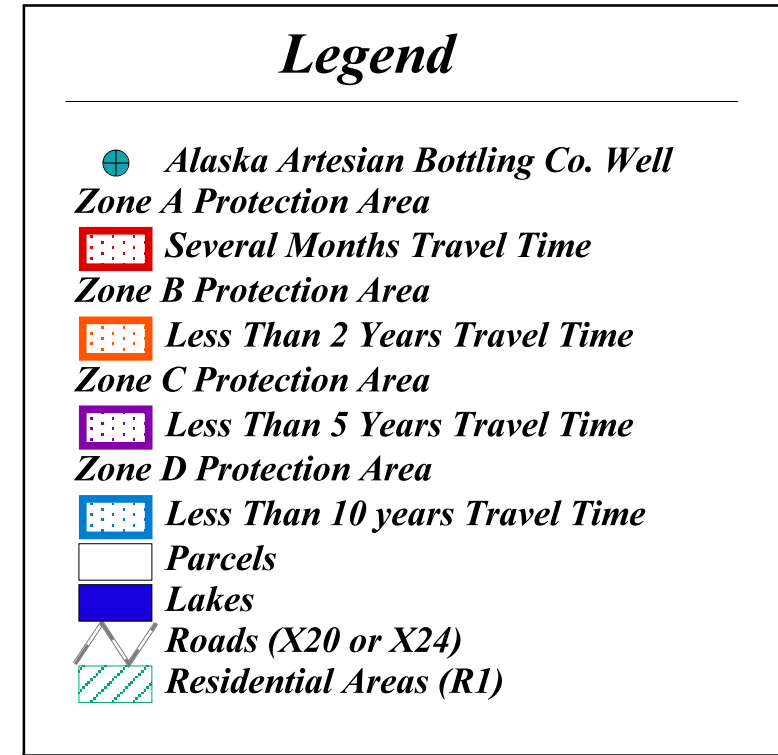 Legend
Alaska Artesian Bottling Co. Well
Zone A Protection Area
Several Months Travel Time
Zone B Protection Area
Less Than 2 Years Travel Time
Zone C Protection Area
Less Than 5 Years Travel Time
Zone D Protection Area
Less Than 10 years Travel Time
Parcels
Lakes
Roads (X20 or X24)
Residential Areas (R1)